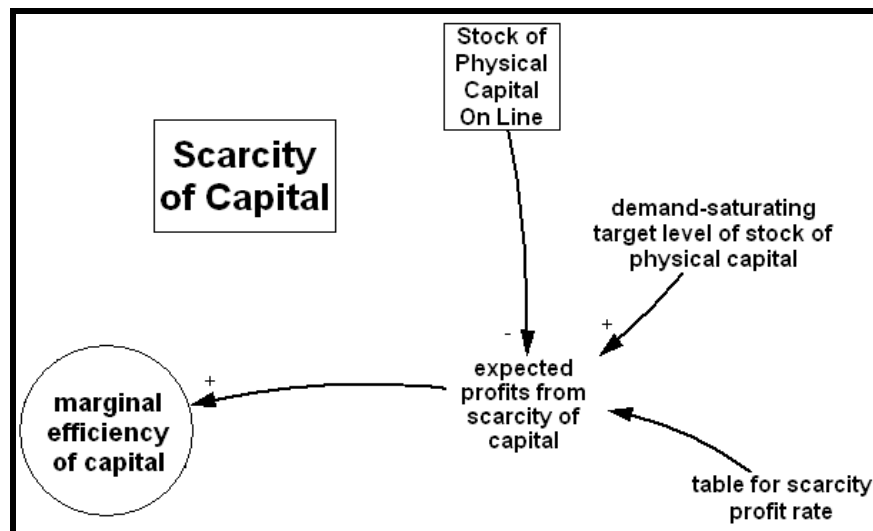 Stock of
Physical
Capital
On Line
Scarcity
of Capital
demand-saturating
target level of stock of
physical capital
-
+
expected
profits from
scarcity of
capital
+
marginal
efficiency
of capital
table for scarcity
profit rate